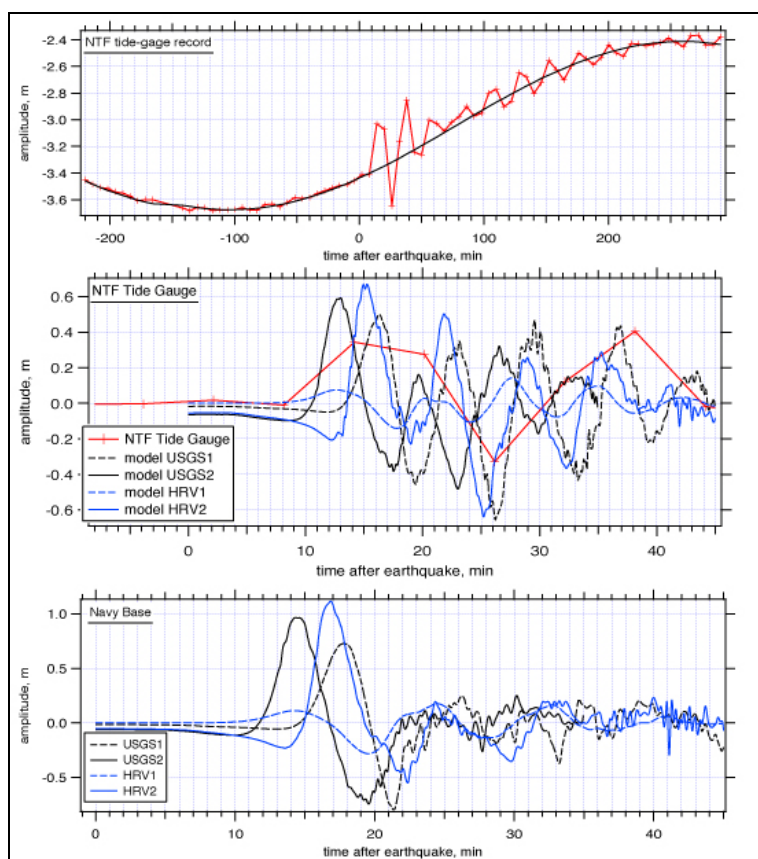 NTF tide-gage record
amplitude, m
-2.4
-2.6
-2.8
-3.0
-3.2
-3.4
-3.6
-200
-100
0
100
200
time after earthquake, min
NTF Tide Gauge
amplitude, m
0.6
0.4
0.2
0.0
-0.2
-0.4
-0.6
NTF Tide Gauge
model USGS1
model USGS2
model HRV1
model HRV2
0
10
20
30
40
time after earthquake, min
Navy Base
amplitude, m
1.0
0.5
0.0
-0.5
USGS1
USGS2
HRV1
HRV2
0
10
20
30
40
time after earthquake, min